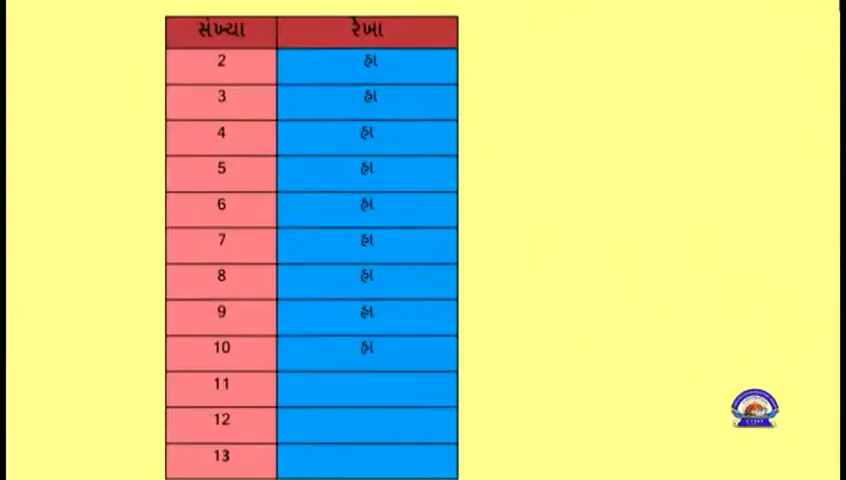 સંખ્યા રેખા
2 હા
3 હા
4 હા
5 હા
6 હા
7 હા
8 હા
9 હા
10 હા
11
12
13